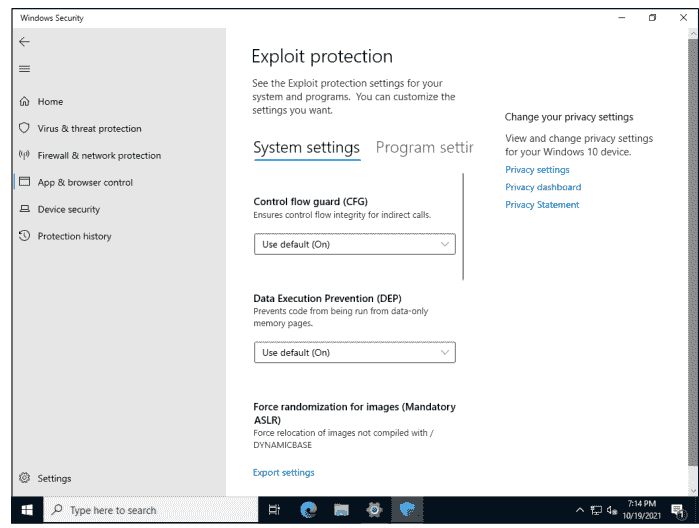 Windows Security
Home
Virus & threat protection
Firewall & network protection
App & browser control
Device security
Protection history
Settings
Exploit protection
See the Exploit protection settings for your
system and programs. You can customize the
settings you want.
System settings Program settin
Control flow guard (CFG)
Ensures control flow integrity for indirect calls.
Use default (On)
Data Execution Prevention (DEP)
Prevents code from being run from data-only
memory pages.
Use default (On)
Force randomization for images (Mandatory
ASLR)
Force relocation of images not compiled with /
DYNAMICBASE
Export settings
Change your privacy settings
View and change privacy settings
for your Windows 10 device.
Privacy settings
Privacy dashboard
Privacy Statement
Type here to search
7:14 PM
10/19/2021